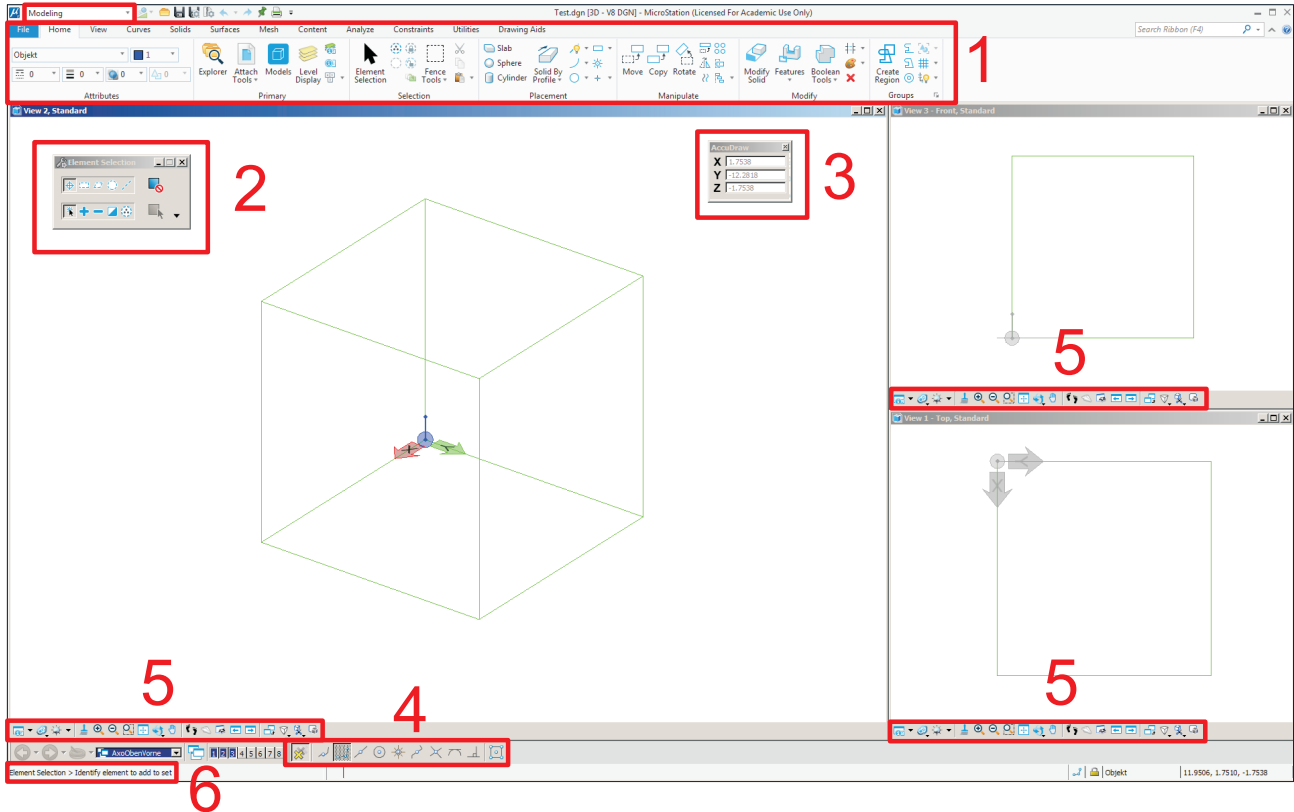 Modeling
Test.dgn [3D - V8 DGN] - MicroStation (Licensed For Academic Use Only)
File Home View Curves Solids Surfaces Mesh Content Analyze Constraints Utilities Drawing Aids
Search Ribbon (F4)
Objekt 1
0 0 0 0
Explorer Attach Tools Models Level Display
Element Selection Fence Tools
Slab
Sphere
Cylinder
Solid By Profile
Move Copy Rotate
Modify Solid Features Boolean Tools
Create Region
Attributes Primary Selection Placement Manipulate Modify Groups
1
View 2, Standard
View 3 - Front, Standard
Element Selection
2
AccuDraw
X 1.7538
Y -12.2818
Z -1.7538
3
X Y
5
View 1 - Top, Standard
Y
X
5
4
5
AxoObenVorne
1 2 3 4 5 6 7 8
Element Selection > Identify element to add to set
6
Objekt
11.9506, 1.7510, -1.7538